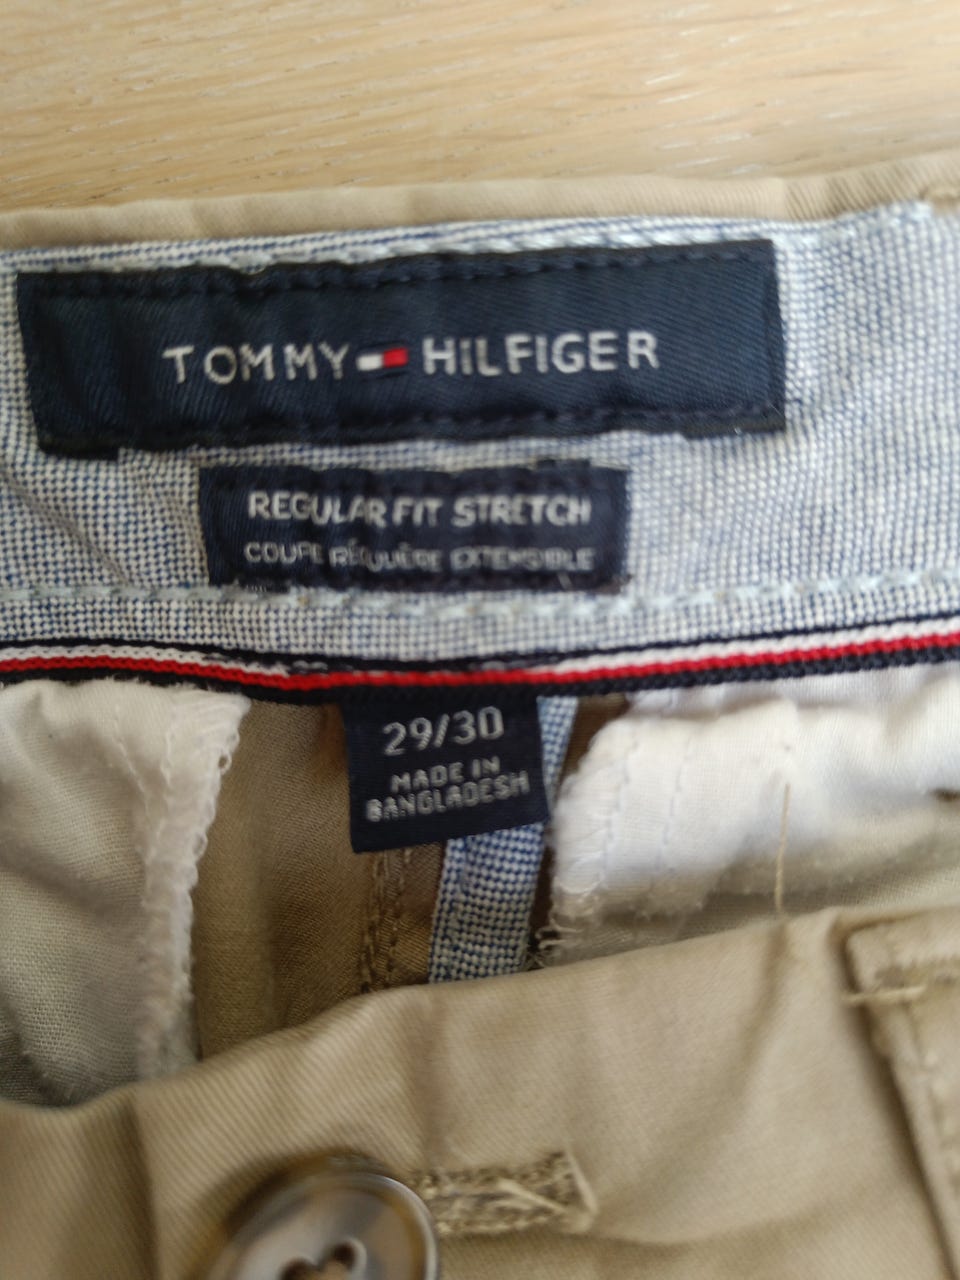 TOMMY HILFIGER
REGULAR FIT STRETCH
COUPE RÉGULIÈRE EXTENSIBLE
29/30
MADE IN
BANGLADESH